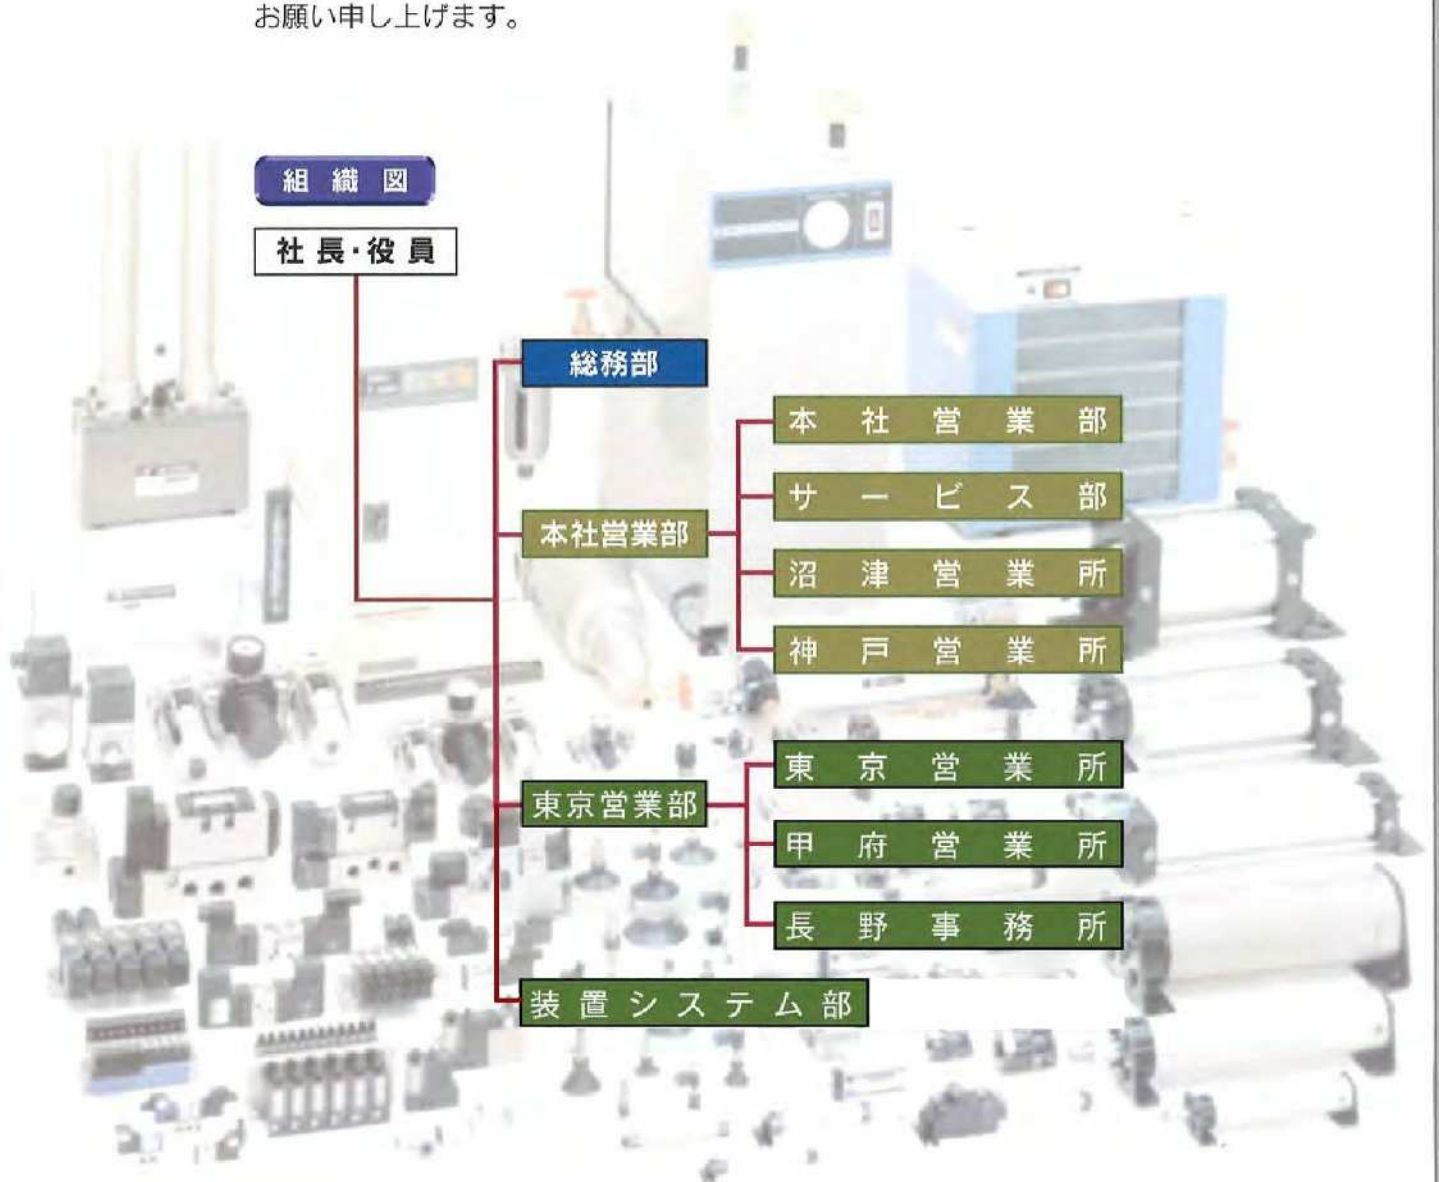 お願い申し上げます。
組織図
社長・役員
総務部
本社営業部
本社営業部
サービス部
沼津営業所
神戸営業所
東京営業部
東京営業所
甲府営業所
長野事務所
装置システム部